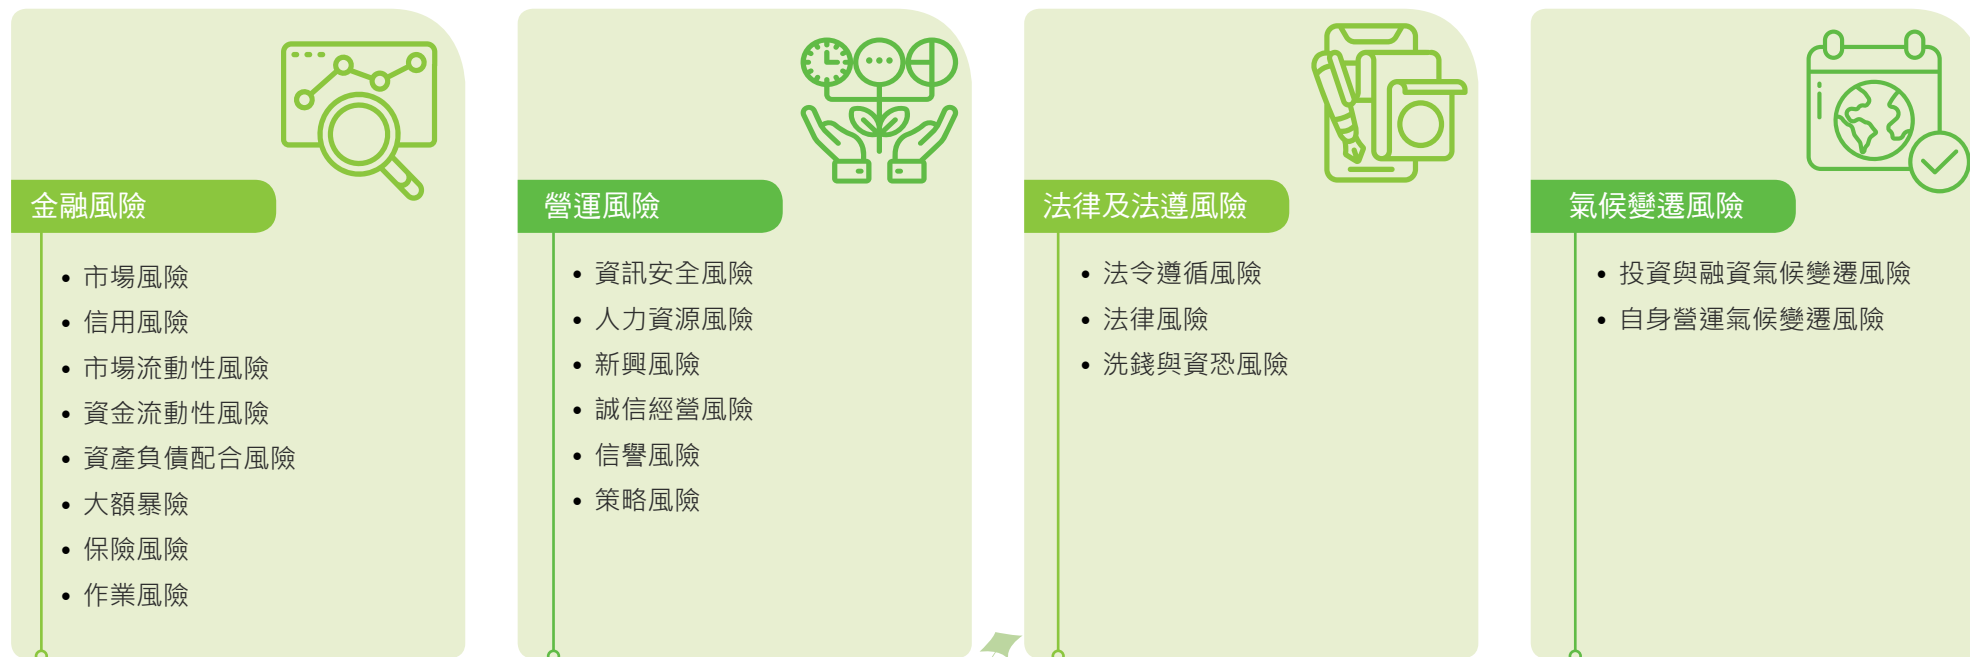 金融風險
• 市場風險
• 信用風險
• 市場流動性風險
• 資金流動性風險
• 資產負債配合風險
• 大額暴險
• 保險風險
• 作業風險
營運風險
• 資訊安全風險
• 人力資源風險
• 新興風險
• 誠信經營風險
• 信譽風險
• 策略風險
法律及法遵風險
• 法令遵循風險
• 法律風險
• 洗錢與資恐風險
氣候變遷風險
• 投資與融資氣候變遷風險
• 自身營運氣候變遷風險